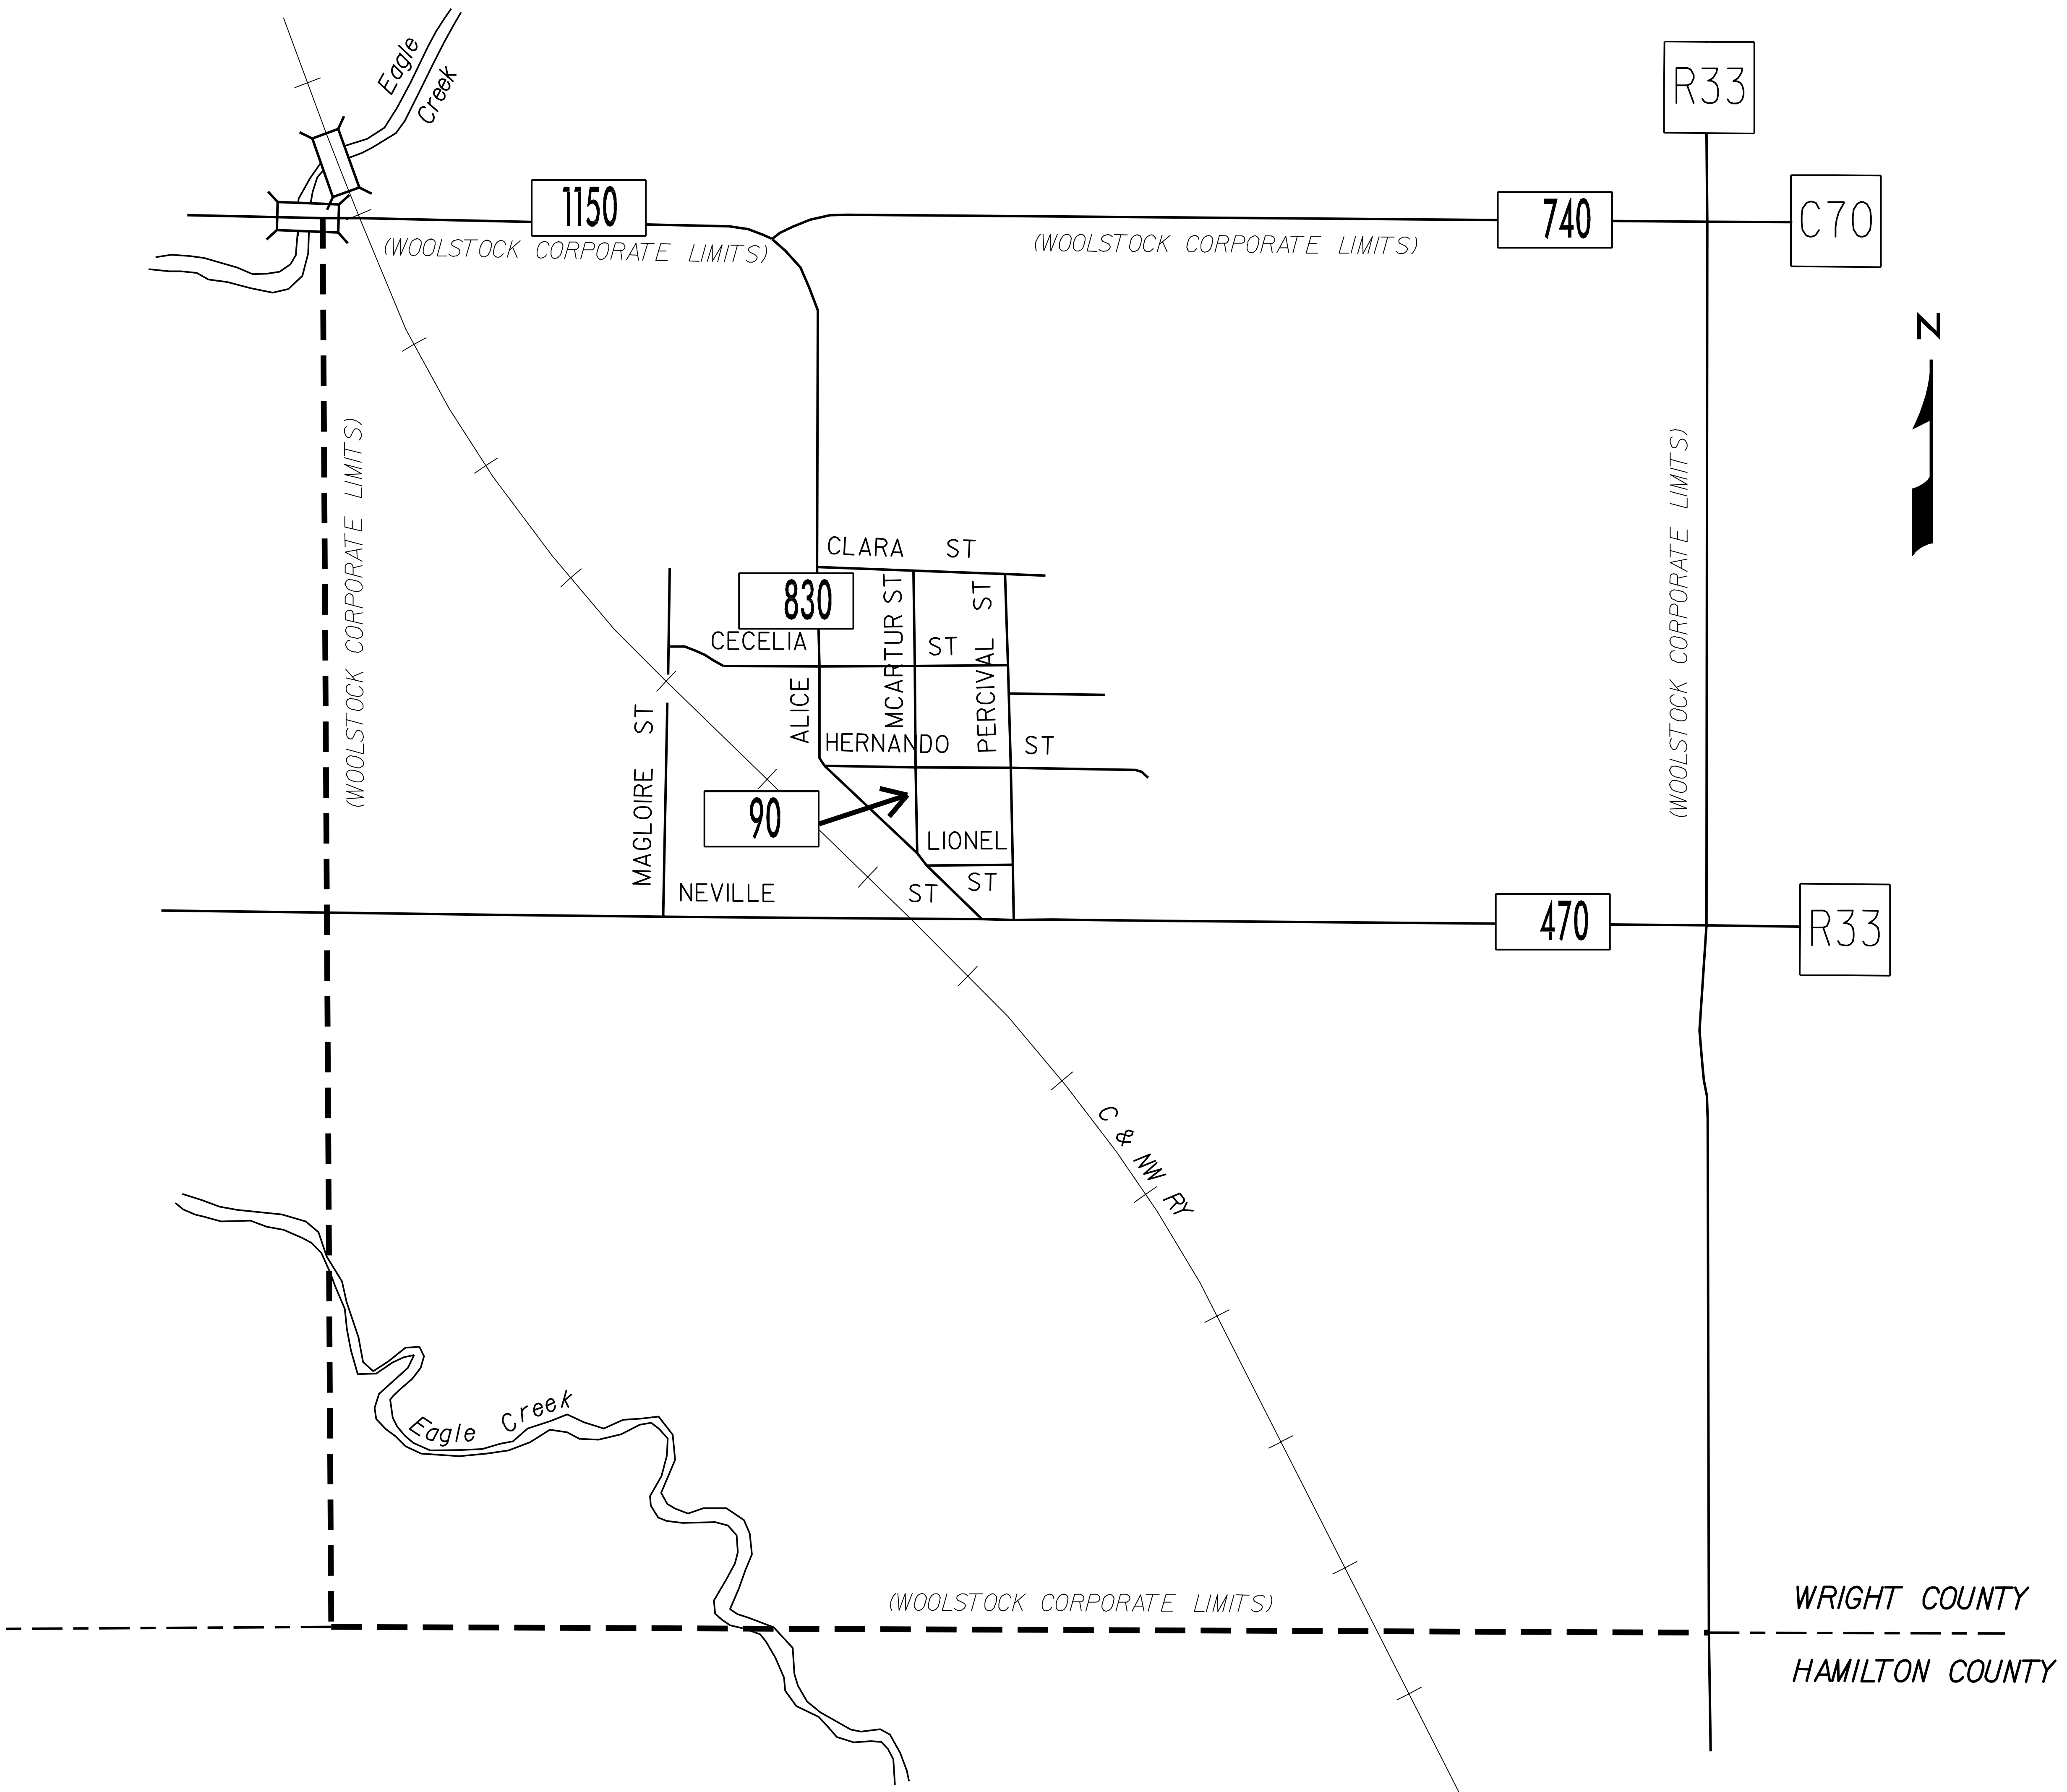 Eagle
Creek
R33
1150
740
C70
(WOOLSTOCK CORPORATE LIMITS)
(WOOLSTOCK CORPORATE LIMITS)
N
(WOOLSTOCK CORPORATE LIMITS)
(WOOLSTOCK CORPORATE LIMITS)
CLARA ST
830
MCARTUR ST
PERCIVAL ST
CECELIA ST
ALICE
MAGLOIRE ST
HERNANDO ST
90
LIONEL ST
NEVILLE ST
470
R33
C & NW RY
Eagle Creek
(WOOLSTOCK CORPORATE LIMITS)
WRIGHT COUNTY
HAMILTON COUNTY